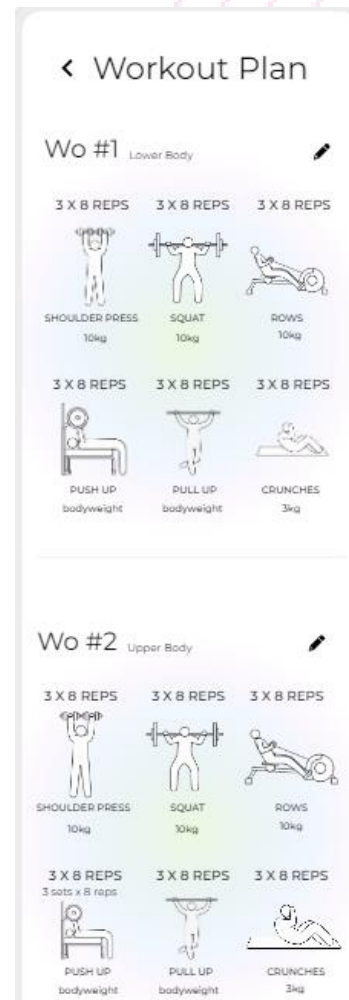 Workout Plan
Wo #1 Lower Body
3 X 8 REPS 3 X 8 REPS 3 X 8 REPS
SHOULDER PRESS SQUAT ROWS
10kg 10kg 10kg
3 X 8 REPS 3 X 8 REPS 3 X 8 REPS
PUSH UP PULL UP CRUNCHES
bodyweight bodyweight 3kg
Wo #2 Upper Body
3 X 8 REPS 3 X 8 REPS 3 X 8 REPS
SHOULDER PRESS SQUAT ROWS
10kg 10kg 10kg
3 X 8 REPS 3 X 8 REPS 3 X 8 REPS
3 sets x 8 reps
PUSH UP PULL UP CRUNCHES
bodyweight bodyweight 3kg